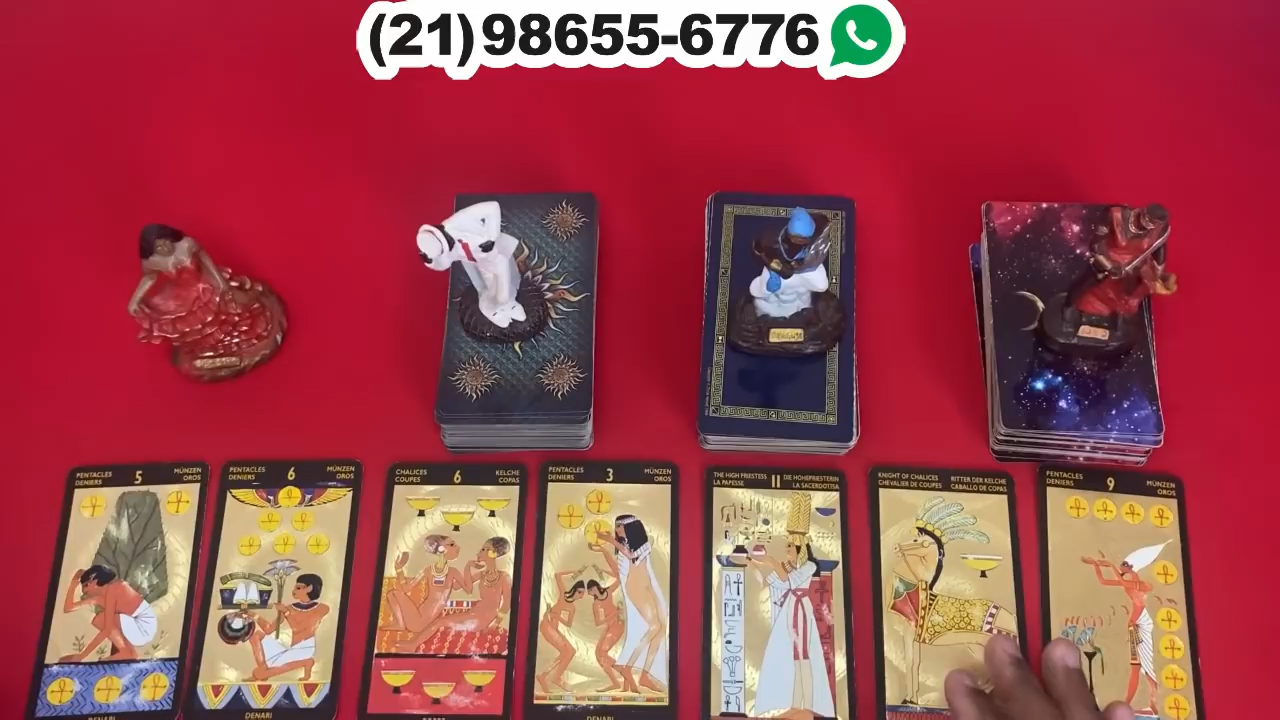 (21)98655-6776
PENTACLES 5 MÜNZEN
DENIERS OROS
PENTACLES 6 MÜNZEN
DENIERS OROS
CHALICES 6 KELCHE
COUPES COPAS
PENTACLES 3 MÜNZEN
DENIERS OROS
THE HIGH PRIESTESS II DIE HOHEPRIESTERIN
LA PAPESSE LA SACERDOTISA
KNIGHT OF CHALICES RITTER DER KELCHE
CHEVALIER DE COUPES CABALLO DE COPAS
PENTACLES 9 MÜNZEN
DENIERS OROS
DENARI
DENARI
DENARI